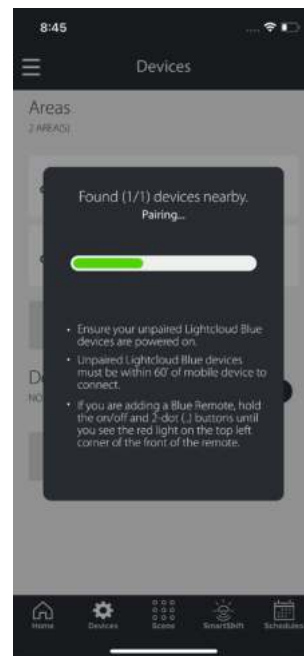 8:45
Devices
Areas
2 AREA(S)
Found (1/1) devices nearby.
Pairing...
• Ensure your unpaired Lightcloud Blue
devices are powered on.
• Unpaired Lightcloud Blue devices
must be within 60' of mobile device to
connect.
• If you are adding a Blue Remote, hold
the on/off and 2-dot (..) buttons until
you see the red light on the top left
corner of the front of the remote.
D
NO
Home
Devices
Scene
SmartShift
Schedules